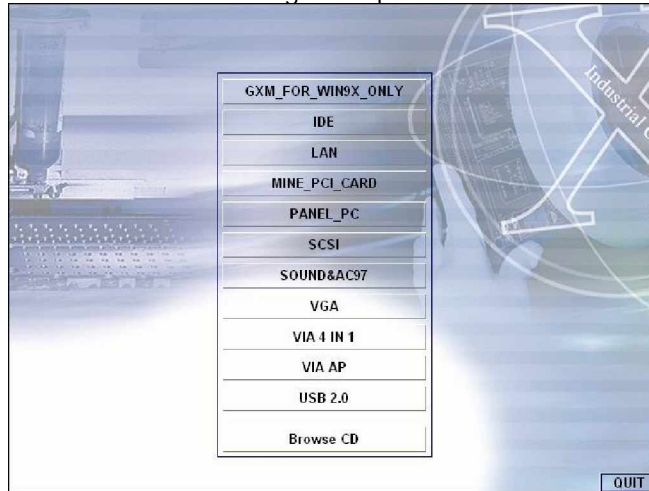 GXM_FOR_WIN9X_ONLY
IDE
LAN
MINE_PCI_CARD
PANEL_PC
SCSI
SOUND&AC97
VGA
VIA 4 IN 1
VIA AP
USB 2.0
Browse CD
Industrial
QUIT